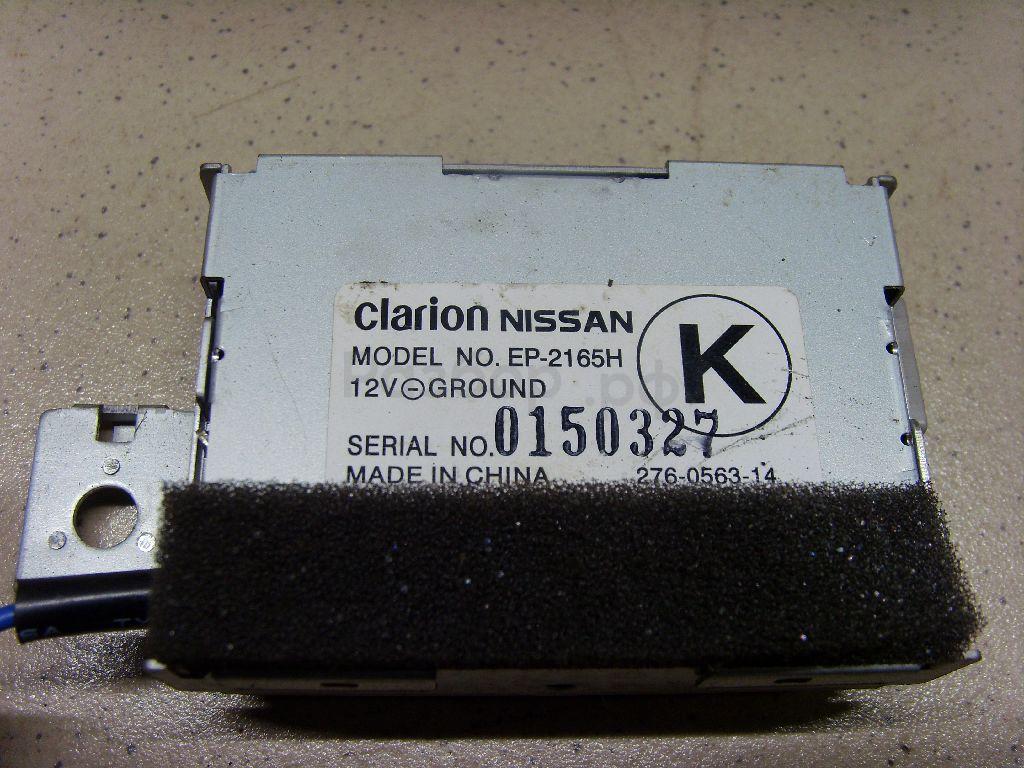 clarion NISSAN
K
MODEL NO. EP-2165H
12V⊖GROUND
SERIAL NO. 0150327
MADE IN CHINA 276-0563-14